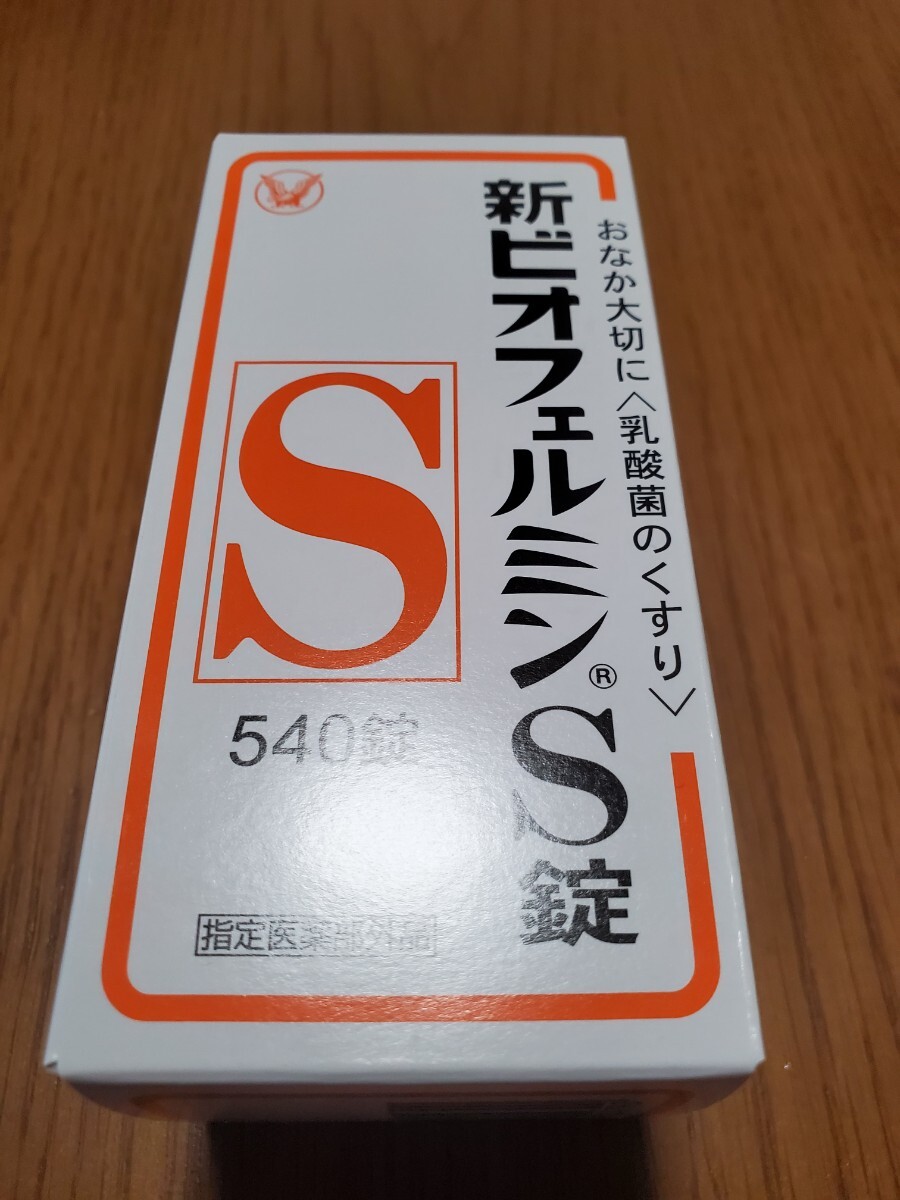 おなか大切に〈乳酸菌のくすり〉
新ビオフェルミン®S錠
S
540錠
指定医薬部外品